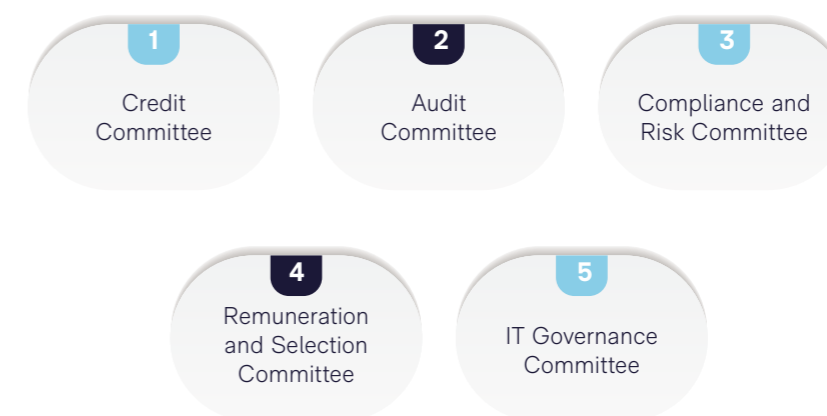 1
Credit
Committee
2
Audit
Committee
3
Compliance and
Risk Committee
4
Remuneration
and Selection
Committee
5
IT Governance
Committee